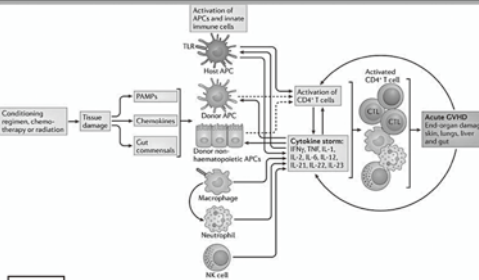 Activation of
APCs and innate
immune cells
TLR
Host APC
Conditioning
regimen, chemo-
therapy or radiation
Tissue
damage
PAMPs
Chemokines
Gut
commensals
Donor APC
Donor non-
haematopoietic APCs
Macrophage
Neutrophil
NK cell
Activation of
CD4⁺ T cells
Cytokine storm:
IFNγ, TNF, IL-1,
IL-2, IL-6, IL-12,
IL-21, IL-22, IL-23
Activated
CD4⁺ T cell
CTL
CTL
Acute GVHD
End-organ damag
skin, lungs, liver
and gut